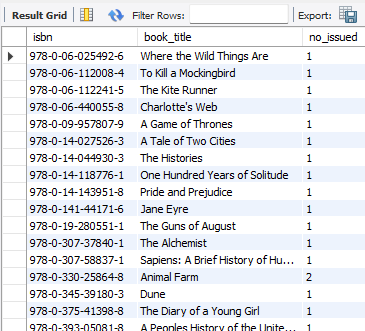 Result Grid Filter Rows: Export:
isbn book_title no_issued
978-0-06-025492-6 Where the Wild Things Are 1
978-0-06-112008-4 To Kill a Mockingbird 1
978-0-06-112241-5 The Kite Runner 1
978-0-06-440055-8 Charlotte's Web 1
978-0-09-957807-9 A Game of Thrones 1
978-0-14-027526-3 A Tale of Two Cities 1
978-0-14-044930-3 The Histories 1
978-0-14-118776-1 One Hundred Years of Solitude 1
978-0-14-143951-8 Pride and Prejudice 1
978-0-141-44171-6 Jane Eyre 1
978-0-19-280551-1 The Guns of August 1
978-0-307-37840-1 The Alchemist 1
978-0-307-58837-1 Sapiens: A Brief History of Hu... 1
978-0-330-25864-8 Animal Farm 2
978-0-345-39180-3 Dune 1
978-0-375-41398-8 The Diary of a Young Girl 1
978-0-393-05081-8 A Peoples History of the Unite... 1